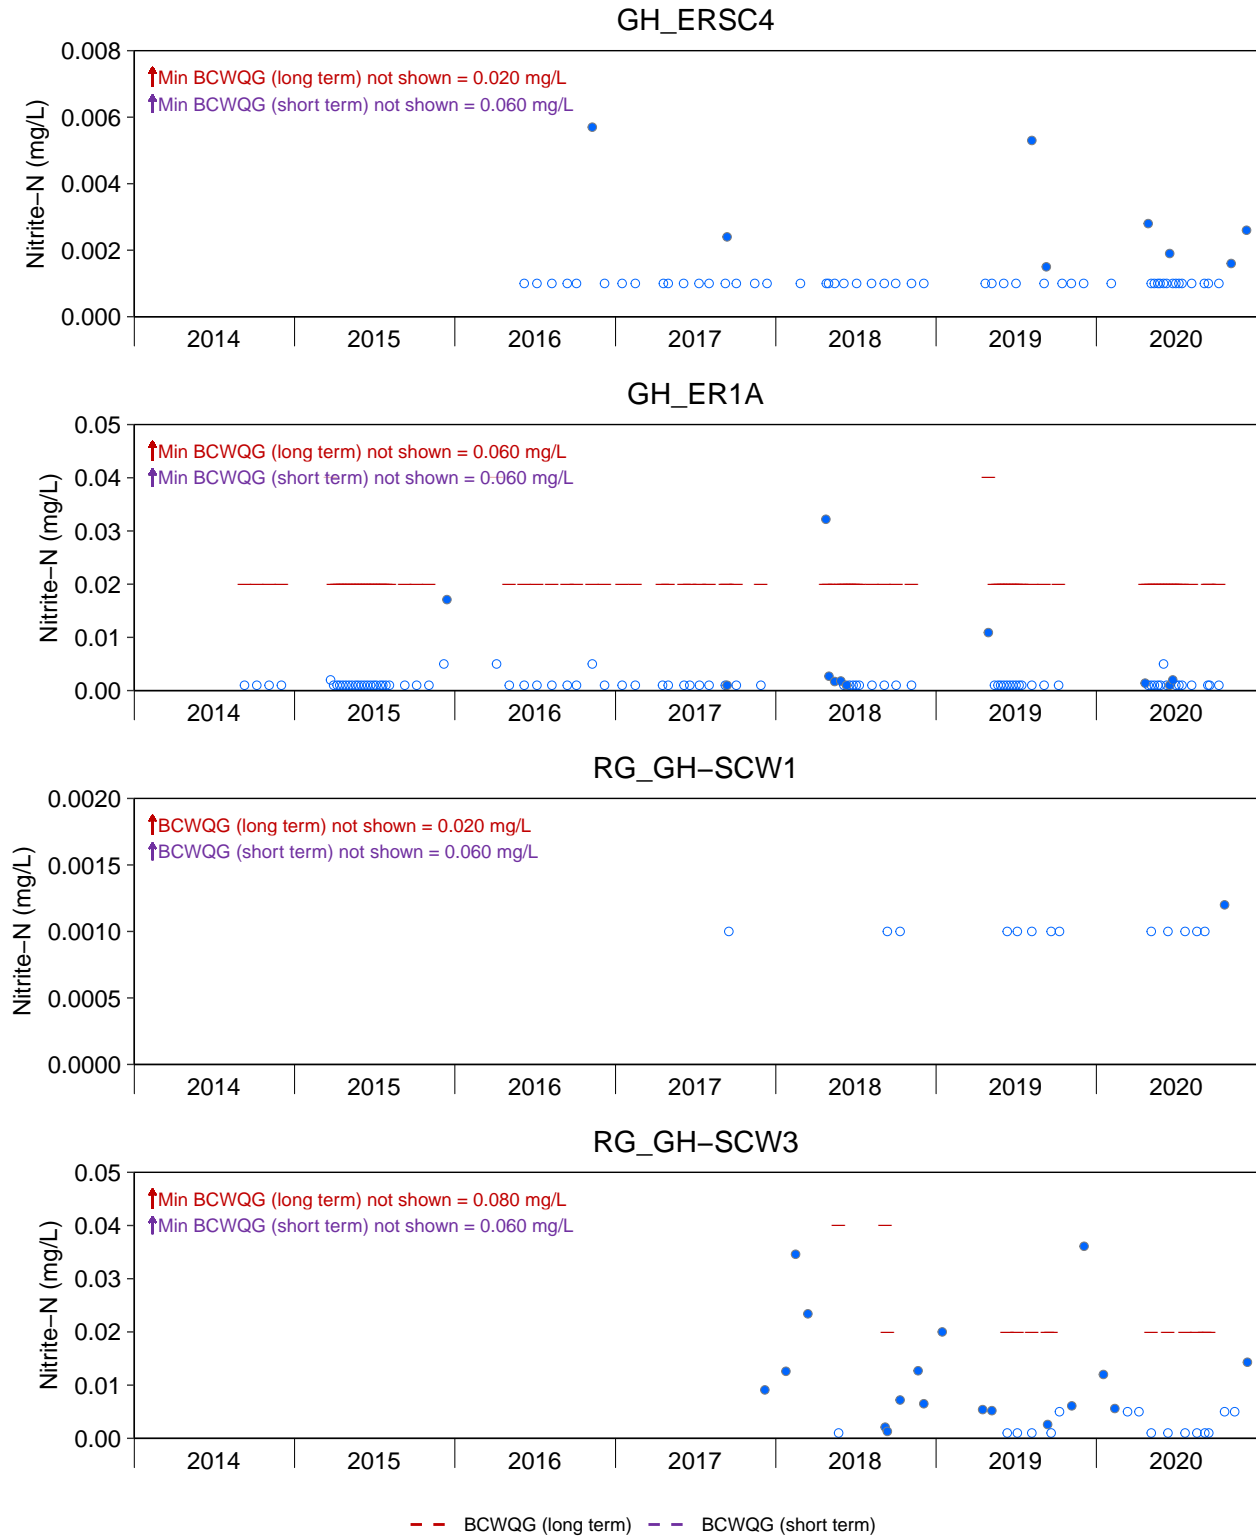 GH_ERSC4
Nitrite−N (mg/L)
0.008
0.006
0.004
0.002
0.000
Min BCWQG (long term) not shown = 0.020 mg/L
Min BCWQG (short term) not shown = 0.060 mg/L
2014 2015 2016 2017 2018 2019 2020
GH_ER1A
Nitrite−N (mg/L)
0.05
0.04
0.03
0.02
0.01
0.00
Min BCWQG (long term) not shown = 0.060 mg/L
Min BCWQG (short term) not shown = 0.060 mg/L
2014 2015 2016 2017 2018 2019 2020
RG_GH−SCW1
Nitrite−N (mg/L)
0.0020
0.0015
0.0010
0.0005
0.0000
BCWQG (long term) not shown = 0.020 mg/L
BCWQG (short term) not shown = 0.060 mg/L
2014 2015 2016 2017 2018 2019 2020
RG_GH−SCW3
Nitrite−N (mg/L)
0.05
0.04
0.03
0.02
0.01
0.00
Min BCWQG (long term) not shown = 0.080 mg/L
Min BCWQG (short term) not shown = 0.060 mg/L
2014 2015 2016 2017 2018 2019 2020
BCWQG (long term) BCWQG (short term)